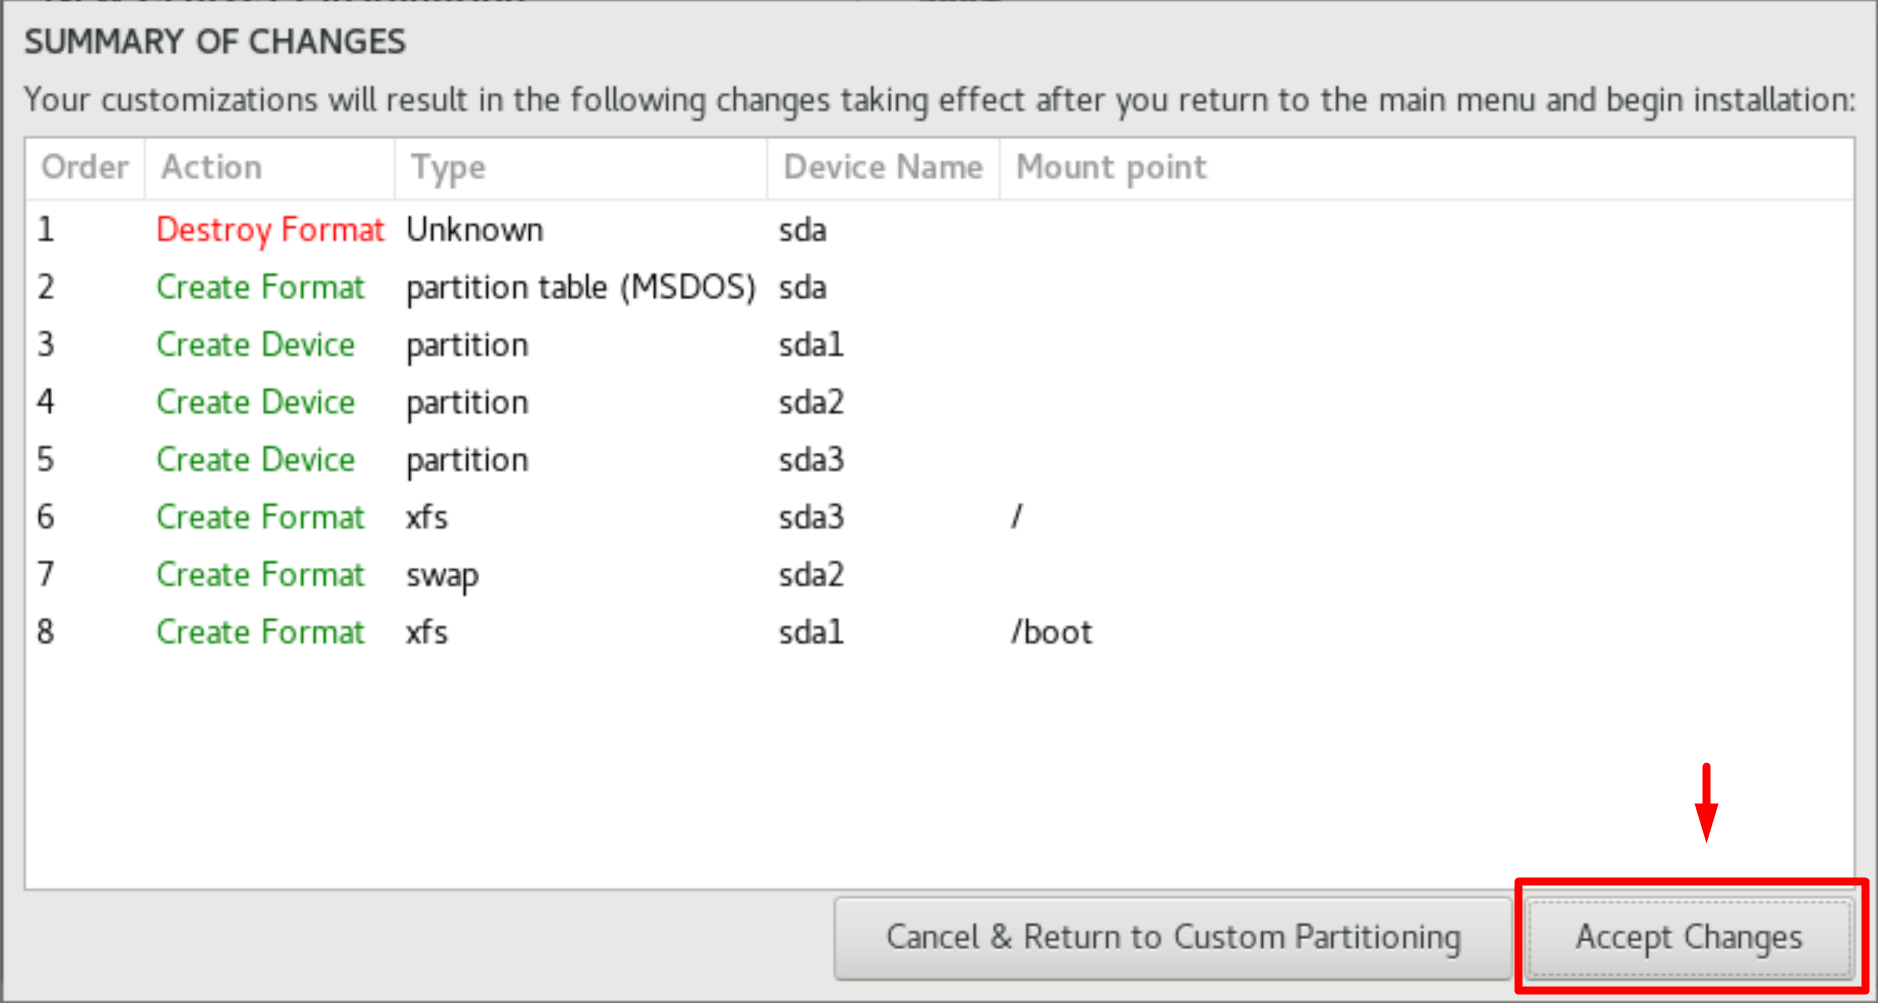 SUMMARY OF CHANGES
Your customizations will result in the following changes taking effect after you return to the main menu and begin installation:
Order Action Type Device Name Mount point
1 Destroy Format Unknown sda
2 Create Format partition table (MSDOS) sda
3 Create Device partition sda1
4 Create Device partition sda2
5 Create Device partition sda3
6 Create Format xfs sda3 /
7 Create Format swap sda2
8 Create Format xfs sda1 /boot
Cancel & Return to Custom Partitioning Accept Changes